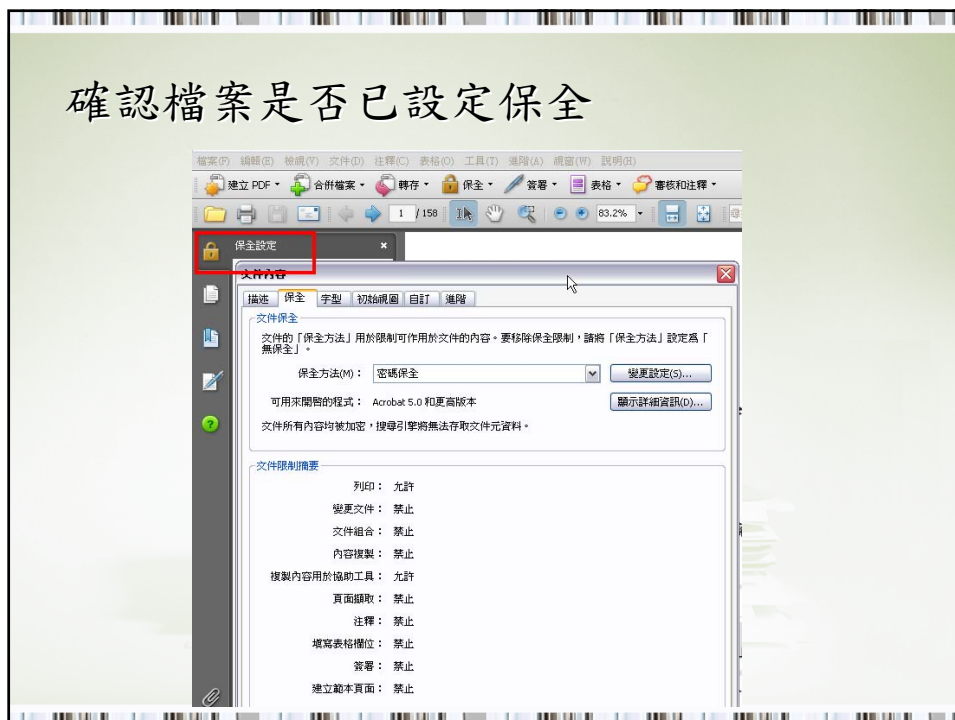 確認檔案是否已設定保全
檔案(F) 編輯(E) 檢視(V) 文件(D) 注釋(C) 表格(O) 工具(T) 進階(A) 視窗(W) 說明(H)
建立 PDF 合併檔案 轉存 保全 簽署 表格 審核和注釋
1 / 158 83.2%
保全設定
文件內容
描述 保全 字型 初始視圖 自訂 進階
文件保全
文件的「保全方法」用於限制可作用於文件的內容。要移除保全限制,請將「保全方法」設定為「
無保全」。
保全方法(M): 密碼保全 變更設定(S)...
可用來開啓的程式: Acrobat 5.0 和更高版本 顯示詳細資訊(D)...
文件所有內容均被加密,搜尋引擎將無法存取文件元資料。
文件限制摘要
列印: 允許
變更文件: 禁止
文件組合: 禁止
內容複製: 禁止
複製內容用於協助工具: 允許
頁面擷取: 禁止
注釋: 禁止
填寫表格欄位: 禁止
簽署: 禁止
建立範本頁面: 禁止